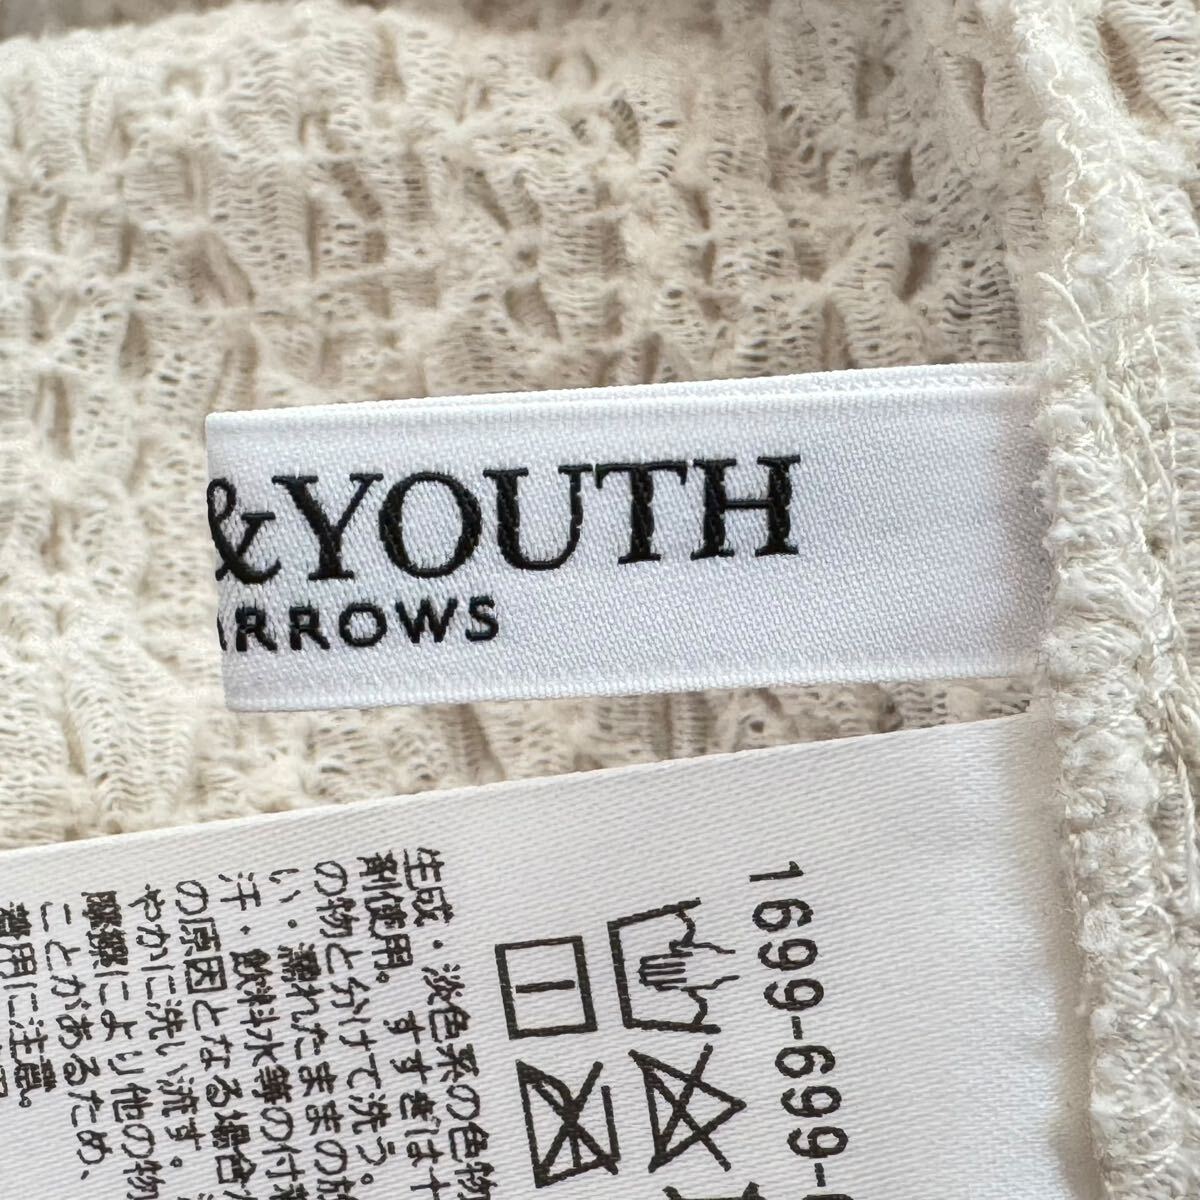 &YOUTH
ARROWS
1699-699-
生成・淡色系の色物
剤使用。すすぎは十
の物と分けて洗う。
い・濡れたままの放
汗・飲料水等の付着
の原因となる場合
やかに洗い流す。
摩擦により他の物
ことがあるため、
着用に注意。